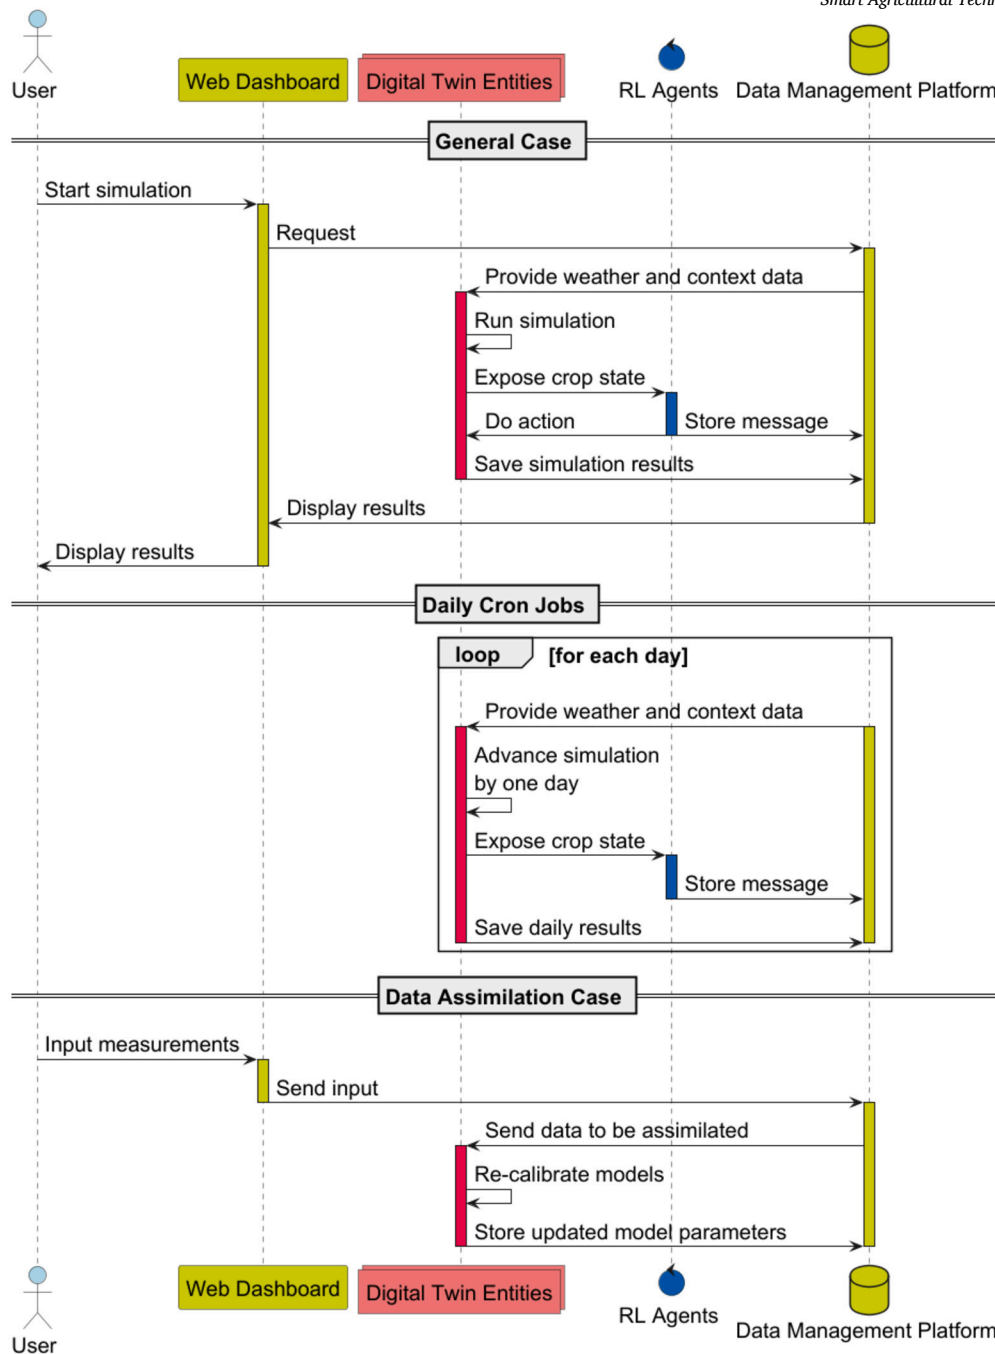 Smart Agricultural Techn
User
Web Dashboard
Digital Twin Entities
RL Agents
Data Management Platform
General Case
Start simulation
Request
Provide weather and context data
Run simulation
Expose crop state
Do action
Store message
Save simulation results
Display results
Display results
Daily Cron Jobs
loop
[for each day]
Provide weather and context data
Advance simulation
by one day
Expose crop state
Store message
Save daily results
Data Assimilation Case
Input measurements
Send input
Send data to be assimilated
Re-calibrate models
Store updated model parameters
User
Web Dashboard
Digital Twin Entities
RL Agents
Data Management Platform